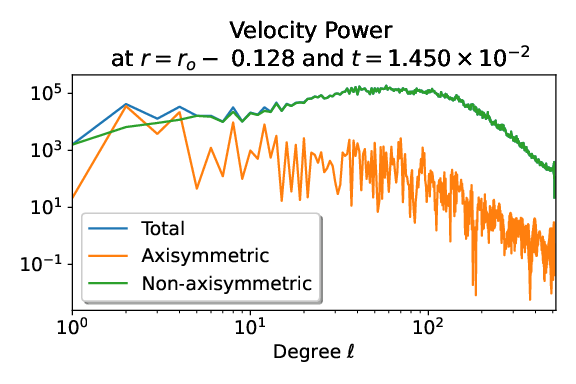 Velocity Power
at r = r_o − 0.128 and t = 1.450 × 10^−2
10^5
10^3
10^1
10^−1
Total
Axisymmetric
Non-axisymmetric
10^0 10^1 10^2
Degree ℓ